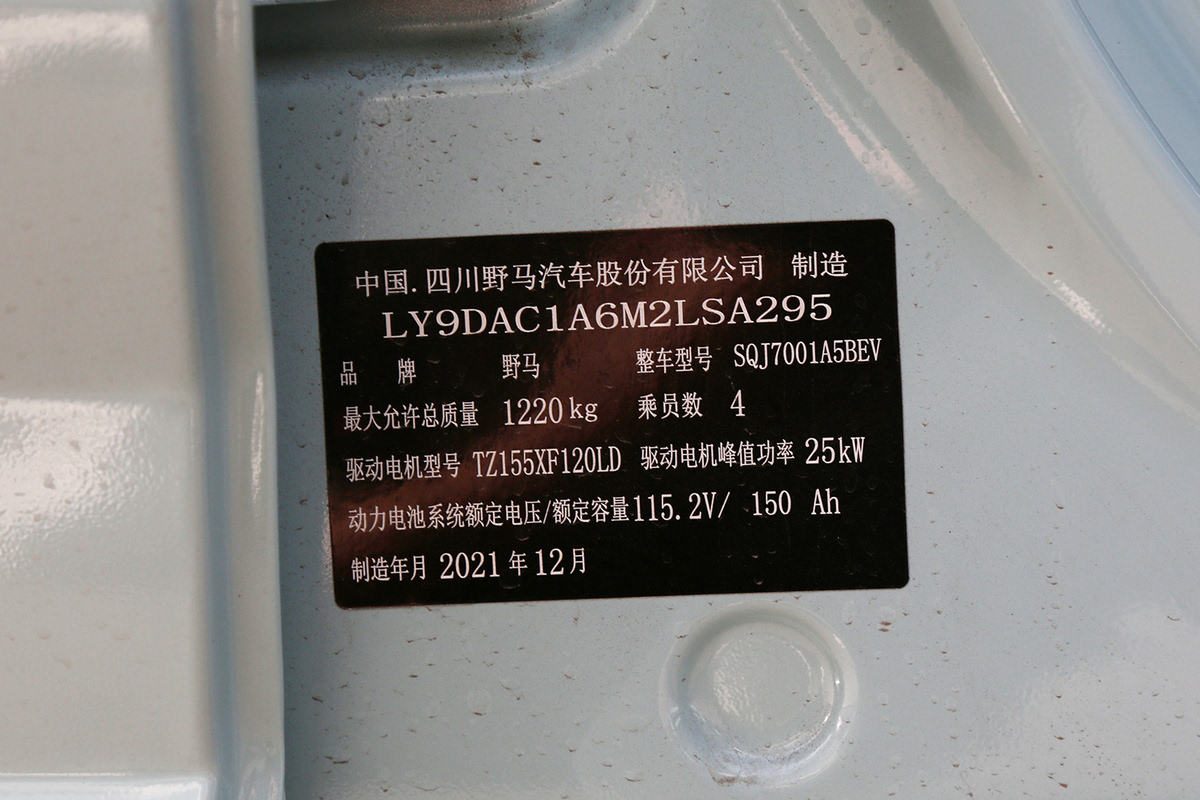 中国.四川野马汽车股份有限公司 制造
LY9DAC1A6M2LSA295
品 牌 野马 整车型号 SQJ7001A5BEV
最大允许总质量 1220kg 乘员数 4
驱动电机型号 TZ155XF120LD 驱动电机峰值功率 25kW
动力电池系统额定电压/额定容量115.2V/ 150 Ah
制造年月 2021年12月